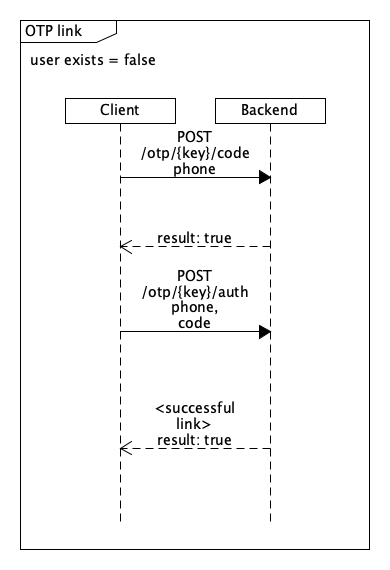 OTP link
user exists = false
Client
Backend
POST
/otp/{key}/code
phone
result: true
POST
/otp/{key}/auth
phone,
code
<successful
link>
result: true